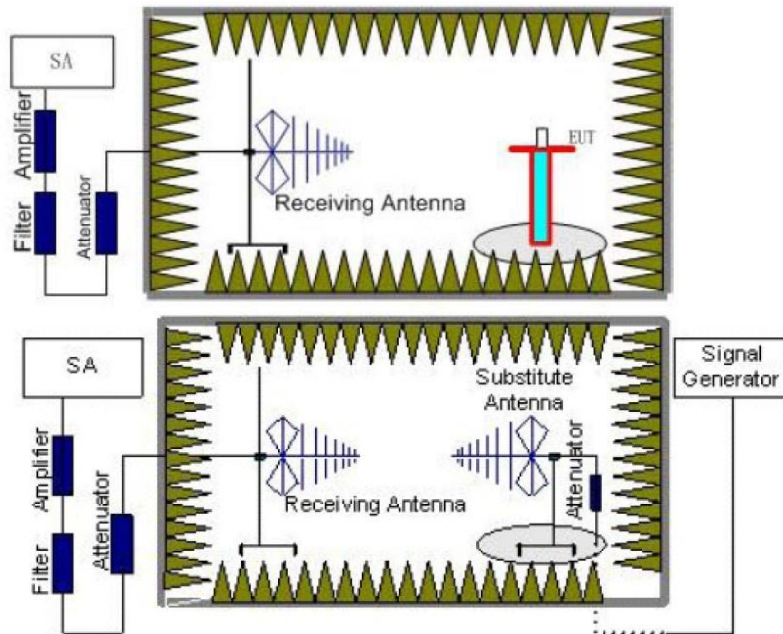 SA
Amplifier
Filter
Attenuator
Receiving Antenna
EUT
SA
Amplifier
Filter
Attenuator
Receiving Antenna
Substitute
Antenna
Attenuator
Signal
Generator